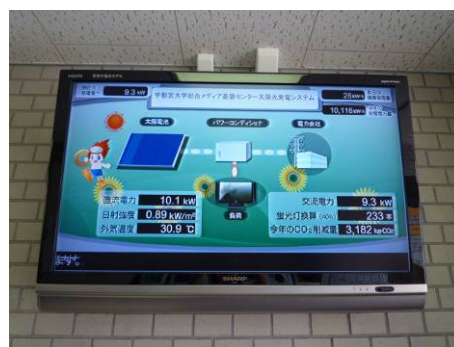 9.3 kW
宇都宮大学総合メディア基盤センター太陽光発電システム
26 kWh
10,116 kWh
太陽電池
パワーコンディショナ
電力会社
負荷
直流電力 10.1 kW
日射強度 0.89 kW/m²
外気温度 30.9 ℃
交流電力 9.3 kW
蛍光灯換算 (40W) 233 本
今年のCO₂削減量 3,182 kg-CO₂
SHARP